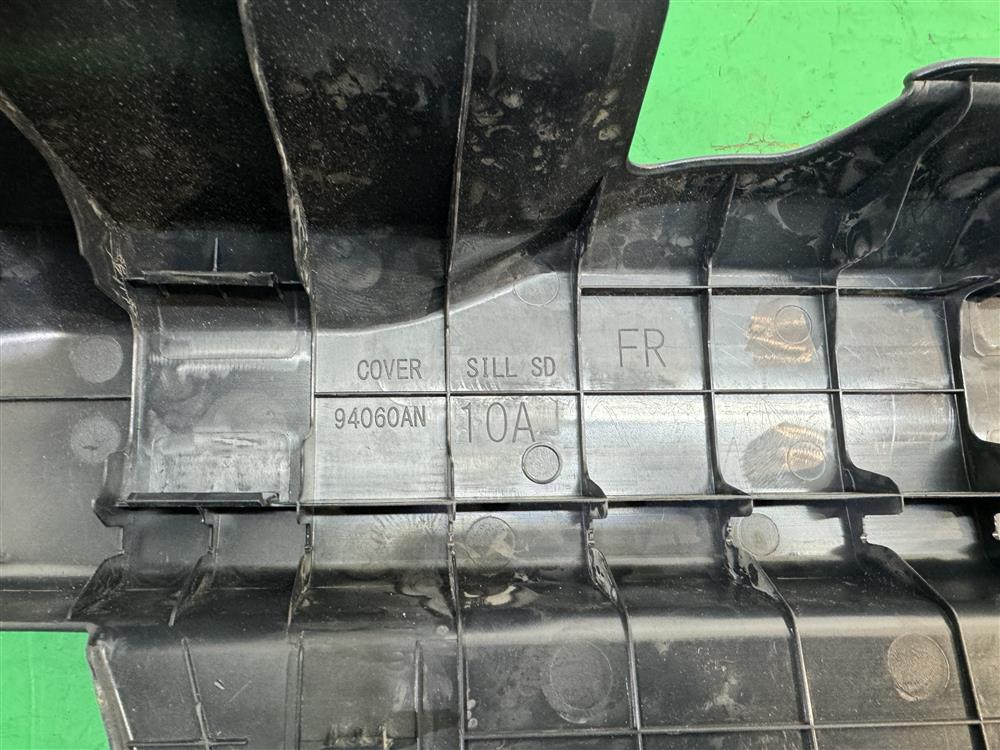 COVER SILL SD FR
94060AN 10A